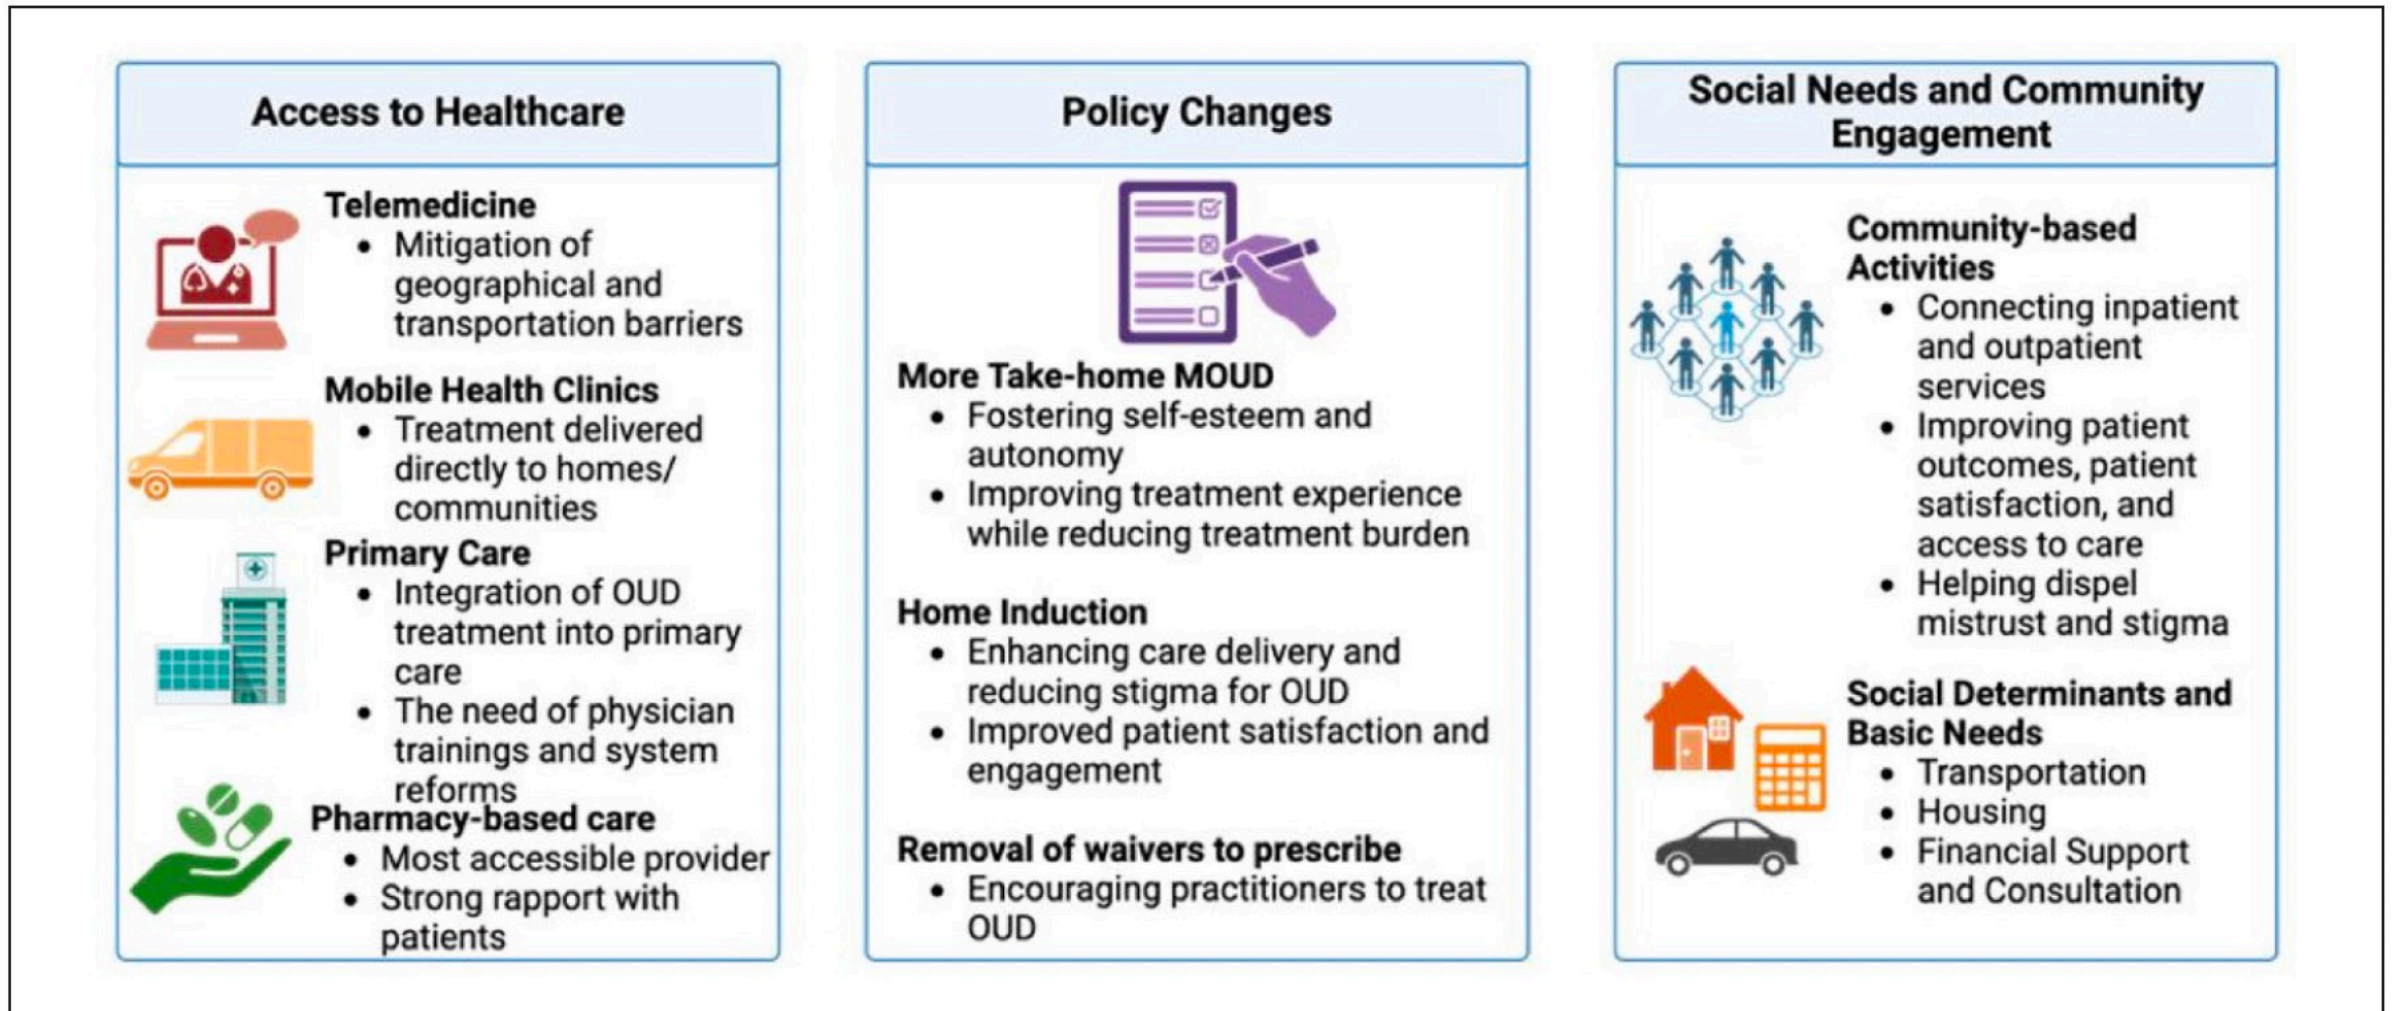 Access to Healthcare
Telemedicine
• Mitigation of
geographical and
transportation barriers
Mobile Health Clinics
• Treatment delivered
directly to homes/
communities
Primary Care
• Integration of OUD
treatment into primary
care
• The need of physician
trainings and system
reforms
Pharmacy-based care
• Most accessible provider
• Strong rapport with
patients
Policy Changes
More Take-home MOUD
• Fostering self-esteem and
autonomy
• Improving treatment experience
while reducing treatment burden
Home Induction
• Enhancing care delivery and
reducing stigma for OUD
• Improved patient satisfaction and
engagement
Removal of waivers to prescribe
• Encouraging practitioners to treat
OUD
Social Needs and Community
Engagement
Community-based
Activities
• Connecting inpatient
and outpatient
services
• Improving patient
outcomes, patient
satisfaction, and
access to care
• Helping dispel
mistrust and stigma
Social Determinants and
Basic Needs
• Transportation
• Housing
• Financial Support
and Consultation